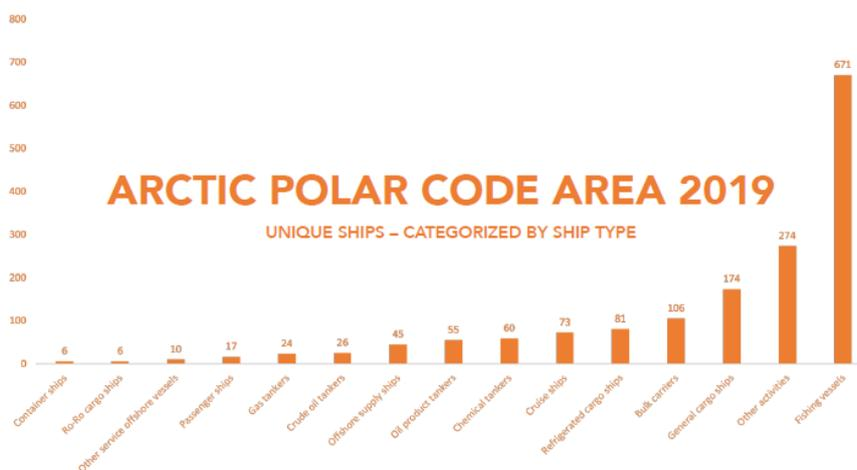 800
700
600
500
400
300
200
100
0
ARCTIC POLAR CODE AREA 2019
UNIQUE SHIPS – CATEGORIZED BY SHIP TYPE
6
6
10
17
24
26
45
55
60
73
81
106
174
274
671
Container ships
Ro-Ro cargo ships
Other service offshore vessels
Passenger ships
Gas tankers
Crude oil tankers
Offshore supply ships
Oil product tankers
Chemical tankers
Cruise ships
Refrigerated cargo ships
Bulk carriers
General cargo ships
Other activities
Fishing vessels